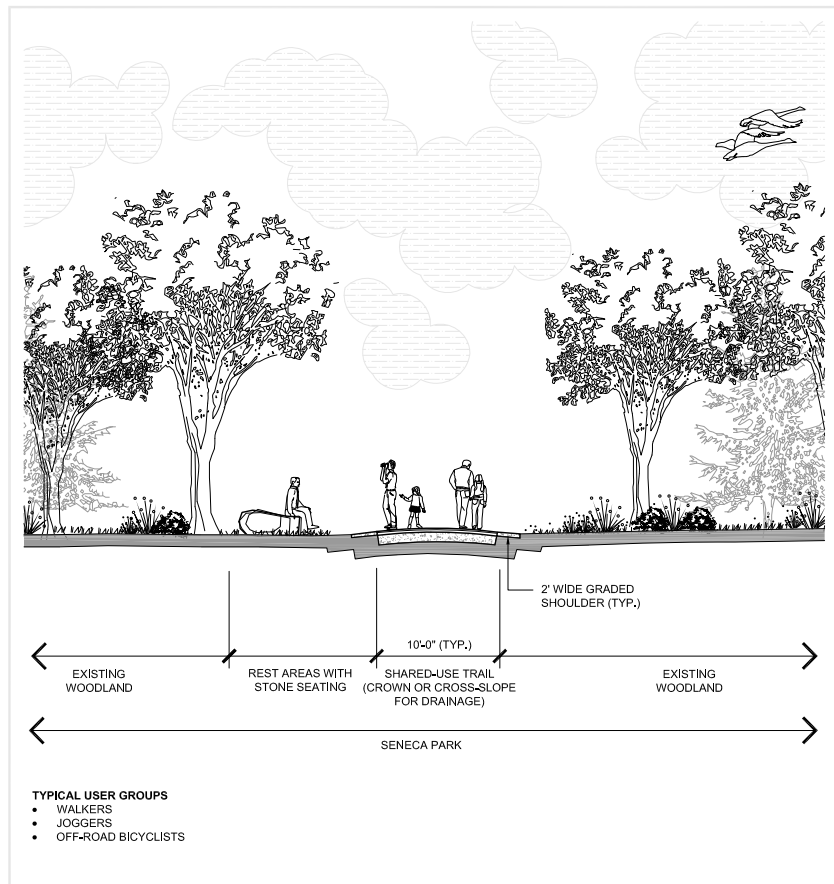 2' WIDE GRADED
SHOULDER (TYP.)
10'-0" (TYP.)
EXISTING
WOODLAND
REST AREAS WITH
STONE SEATING
SHARED-USE TRAIL
(CROWN OR CROSS-SLOPE
FOR DRAINAGE)
EXISTING
WOODLAND
SENECA PARK
TYPICAL USER GROUPS
• WALKERS
• JOGGERS
• OFF-ROAD BICYCLISTS